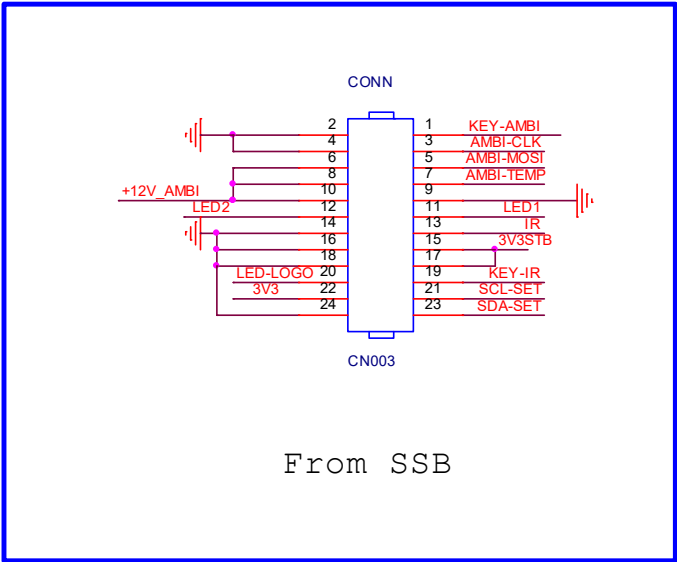 CONN
2 1 KEY-AMBI
4 3 AMBI-CLK
6 5 AMBI-MOSI
8 7 AMBI-TEMP
+12V_AMBI 10 9
LED2 12 11 LED1
14 13 IR
16 15 3V3STB
18 17
LED-LOGO 20 19 KEY-IR
3V3 22 21 SCL-SET
24 23 SDA-SET
CN003
From SSB